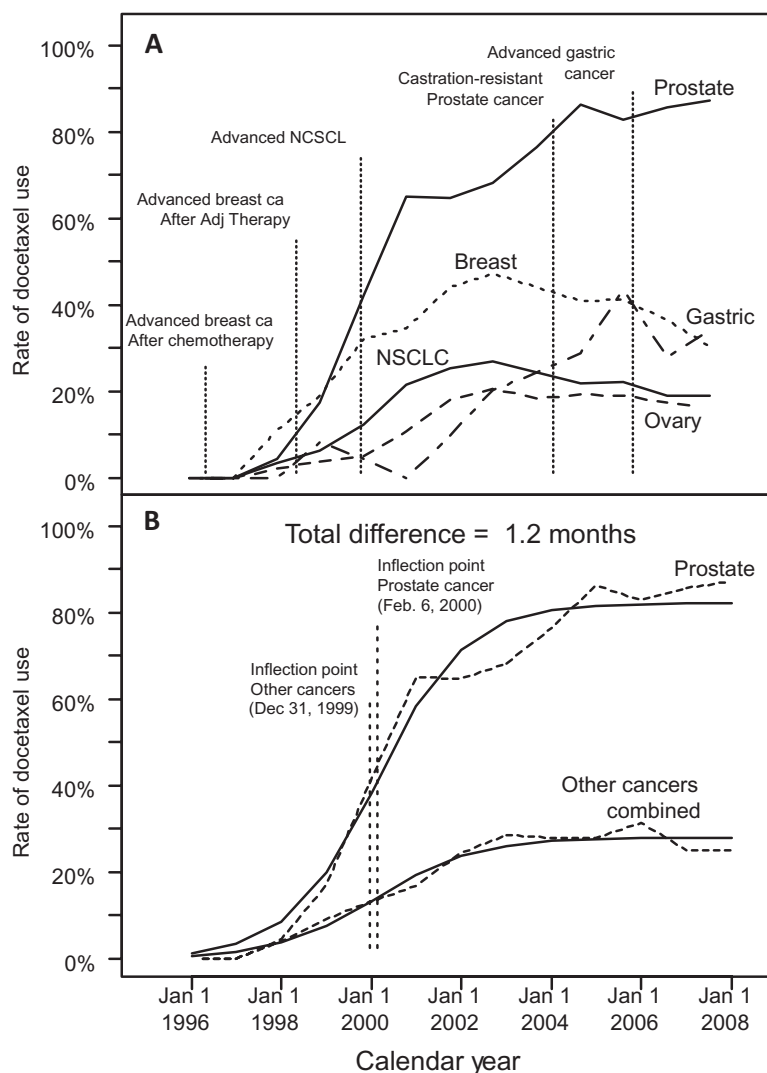 A
100%
80%
60%
40%
20%
0%
Rate of docetaxel use
Advanced gastric
cancer
Castration-resistant
Prostate cancer
Prostate
Advanced NCSCL
Advanced breast ca
After Adj Therapy
Breast
Advanced breast ca
After chemotherapy
Gastric
NSCLC
Ovary
B
100%
80%
60%
40%
20%
0%
Rate of docetaxel use
Total difference = 1.2 months
Inflection point
Prostate cancer
(Feb. 6, 2000)
Prostate
Inflection point
Other cancers
(Dec 31, 1999)
Other cancers
combined
Jan 1 Jan 1 Jan 1 Jan 1 Jan 1 Jan 1 Jan 1
1996 1998 2000 2002 2004 2006 2008
Calendar year